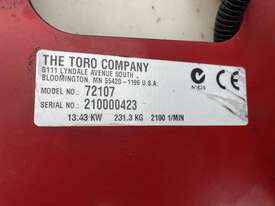 THE TORO COMPANY
8111 LYNDALE AVENUE SOUTH
BLOOMINGTON, MN 55420 - 1196 U.S.A.
MODEL NO.: 72107
SERIAL NO.: 210000423
13.43 KW 231.3 KG 2100 1/MIN